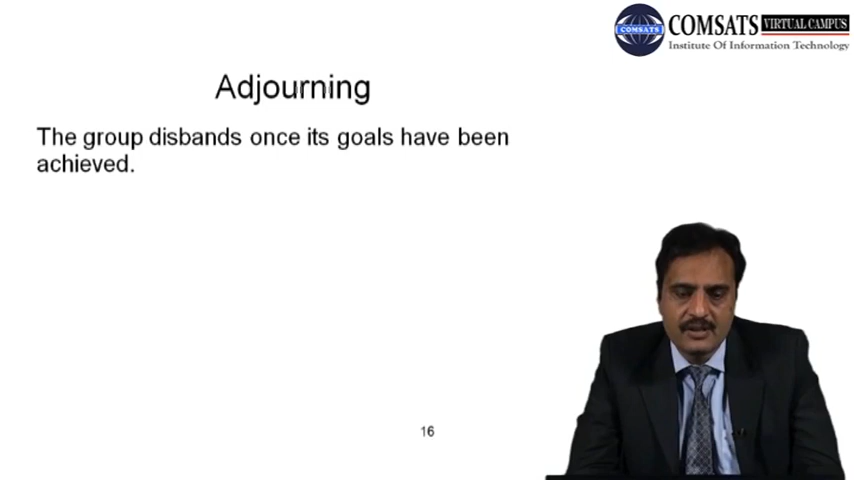 COMSATS VIRTUAL CAMPUS
Institute Of Information Technology
COMSATS
Adjourning
The group disbands once its goals have been
achieved.
16